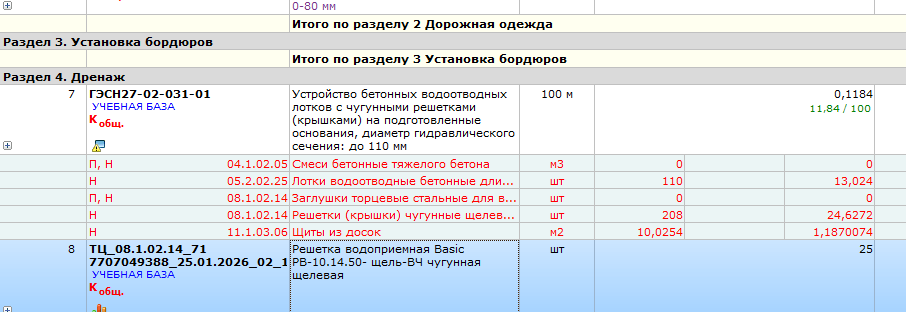 0-80 мм
Итого по разделу 2 Дорожная одежда
Раздел 3. Установка бордюров
Итого по разделу 3 Установка бордюров
Раздел 4. Дренаж
7 ГЭСН27-02-031-01 Устройство бетонных водоотводных 100 м 0,1184
УЧЕБНАЯ БАЗА лотков с чугунными решетками 11,84 / 100
К общ. (крышками) на подготовленные
основания, диаметр гидравлического
сечения: до 110 мм
П, Н 04.1.02.05 Смеси бетонные тяжелого бетона м3 0 0
Н 05.2.02.25 Лотки водоотводные бетонные дли... шт 110 13,024
П, Н 08.1.02.14 Заглушки торцевые стальные для в... шт 0 0
Н 08.1.02.14 Решетки (крышки) чугунные щелев... шт 208 24,6272
Н 11.1.03.06 Щиты из досок м2 10,0254 1,1870074
8 ТЦ_08.1.02.14_71 Решетка водоприемная Basic шт 25
7707049388_25.01.2026_02_1 РВ-10.14.50- щель-ВЧ чугунная
УЧЕБНАЯ БАЗА щелевая
К общ.